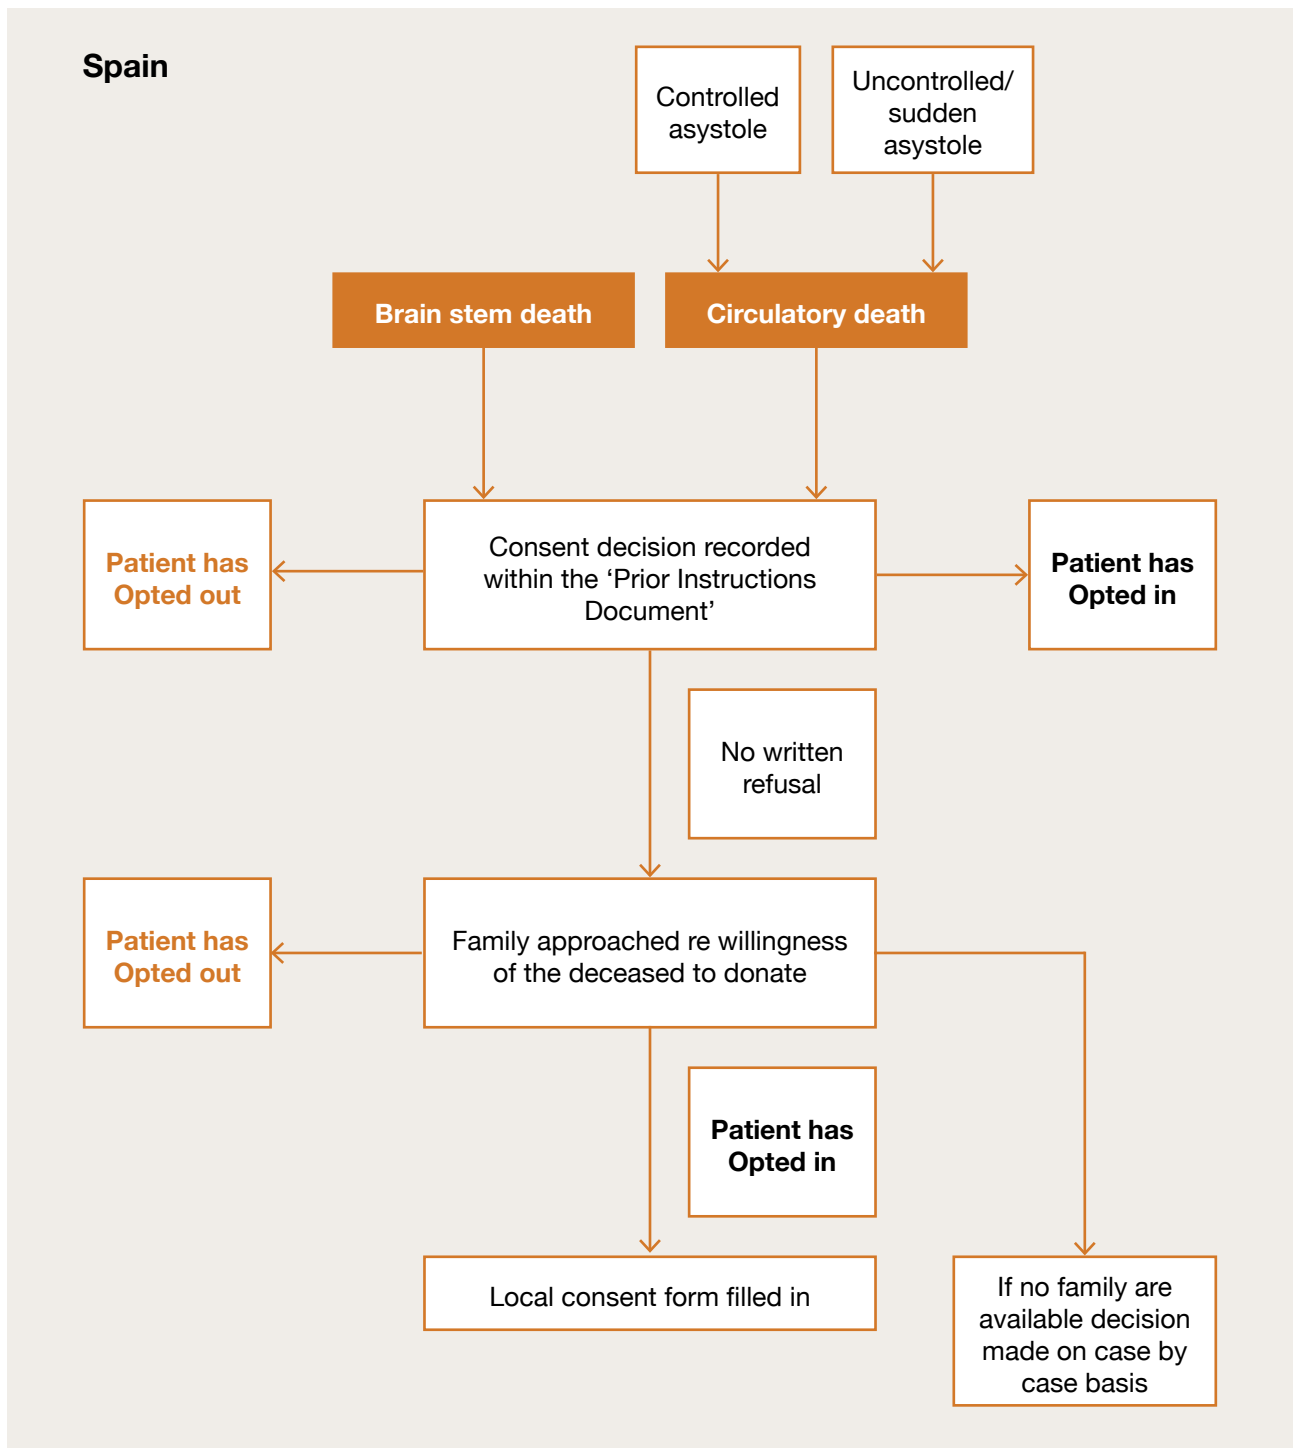 Spain
Controlled
asystole
Uncontrolled/
sudden
asystole
Brain stem death
Circulatory death
Patient has
Opted out
Consent decision recorded
within the ‘Prior Instructions
Document’
Patient has
Opted in
No written
refusal
Patient has
Opted out
Family approached re willingness
of the deceased to donate
Patient has
Opted in
Local consent form filled in
If no family are
available decision
made on case by
case basis